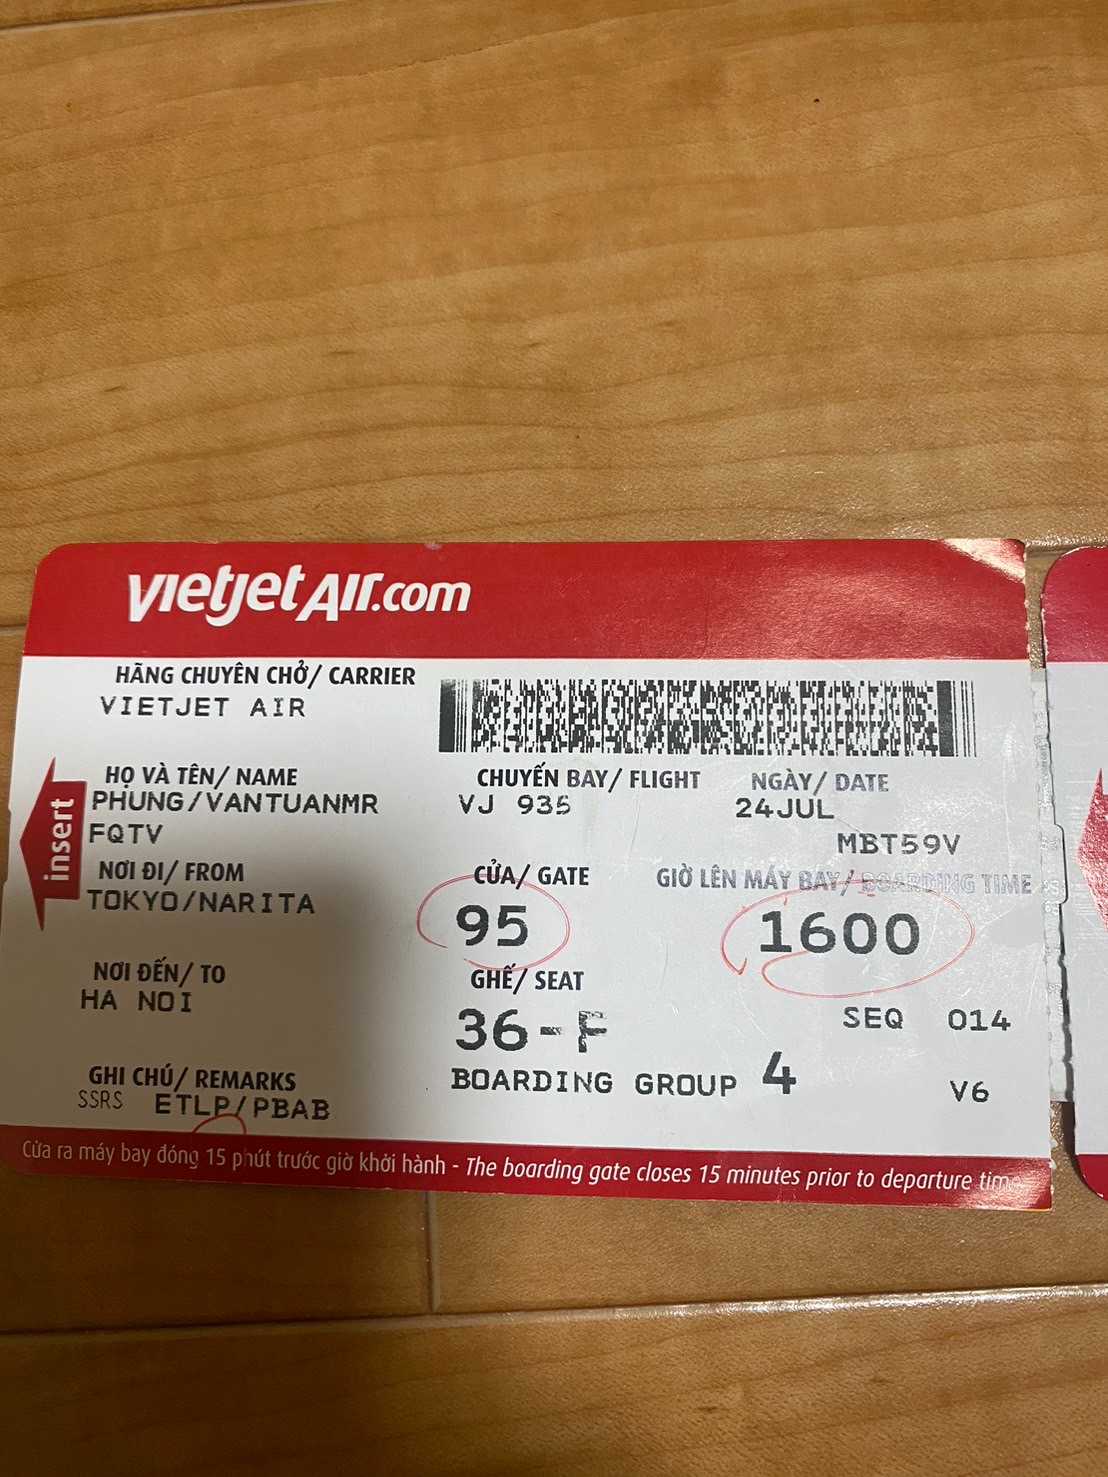 vietjet Air.com
HÃNG CHUYÊN CHỞ/ CARRIER
VIETJET AIR
HỌ VÀ TÊN/ NAME
PHUNG/VANTUANMR
FQTV
CHUYẾN BAY/ FLIGHT
VJ 935
NGÀY/ DATE
24JUL
MBT59V
insert
NƠI ĐI/ FROM
TOKYO/NARITA
CỬA/ GATE
95
GIỜ LÊN MÁY BAY/ BOARDING TIME
1600
NƠI ĐẾN/ TO
HA NOI
GHẾ/ SEAT
36-F
SEQ 014
BOARDING GROUP 4
V6
GHI CHÚ/ REMARKS
SSRS ETLP/PBAB
Cửa ra máy bay đóng 15 phút trước giờ khởi hành - The boarding gate closes 15 minutes prior to departure time